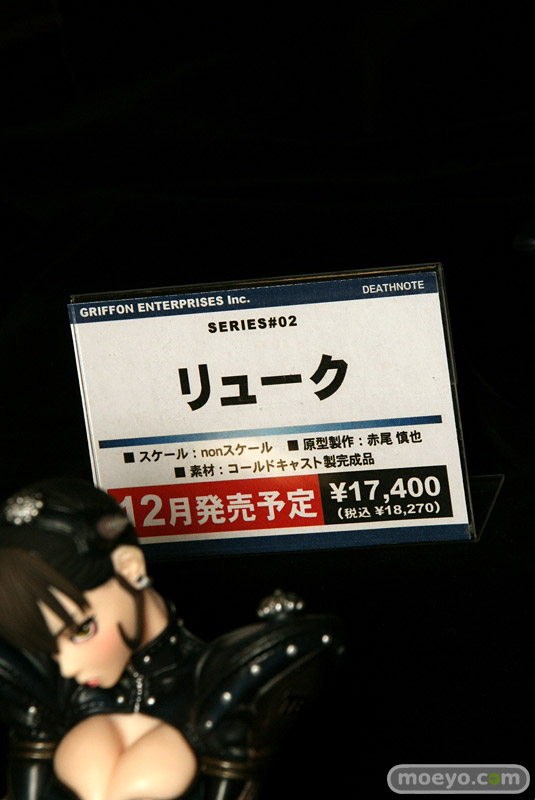 GRIFFON ENTERPRISES Inc.
DEATHNOTE
SERIES#02
リューク
■ スケール：nonスケール ■ 原型製作：赤尾 慎也
■ 素材：コールドキャスト製完成品
12月発売予定
¥17,400
（税込 ¥18,270）
moeyo.com